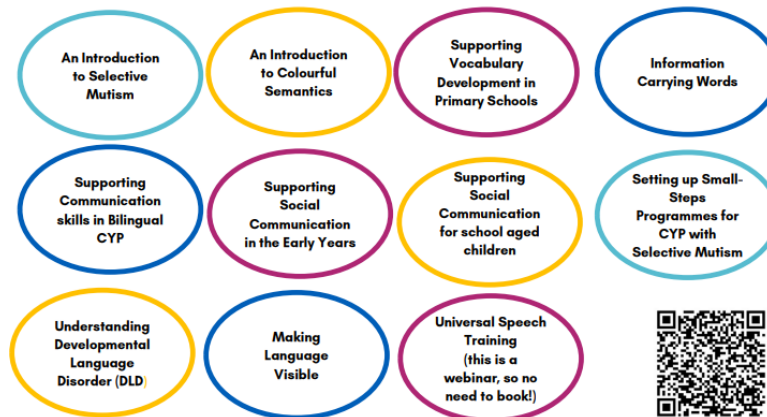 An Introduction
to Selective
Mutism
An Introduction
to Colourful
Semantics
Supporting
Vocabulary
Development in
Primary Schools
Information
Carrying Words
Supporting
Communication
skills in Bilingual
CYP
Supporting
Social
Communication
in the Early Years
Supporting
Social
Communication
for school aged
children
Setting up Small-
Steps
Programmes for
CYP with
Selective Mutism
Understanding
Developmental
Language
Disorder (DLD)
Making
Language
Visible
Universal Speech
Training
(this is a
webinar, so no
need to book!)